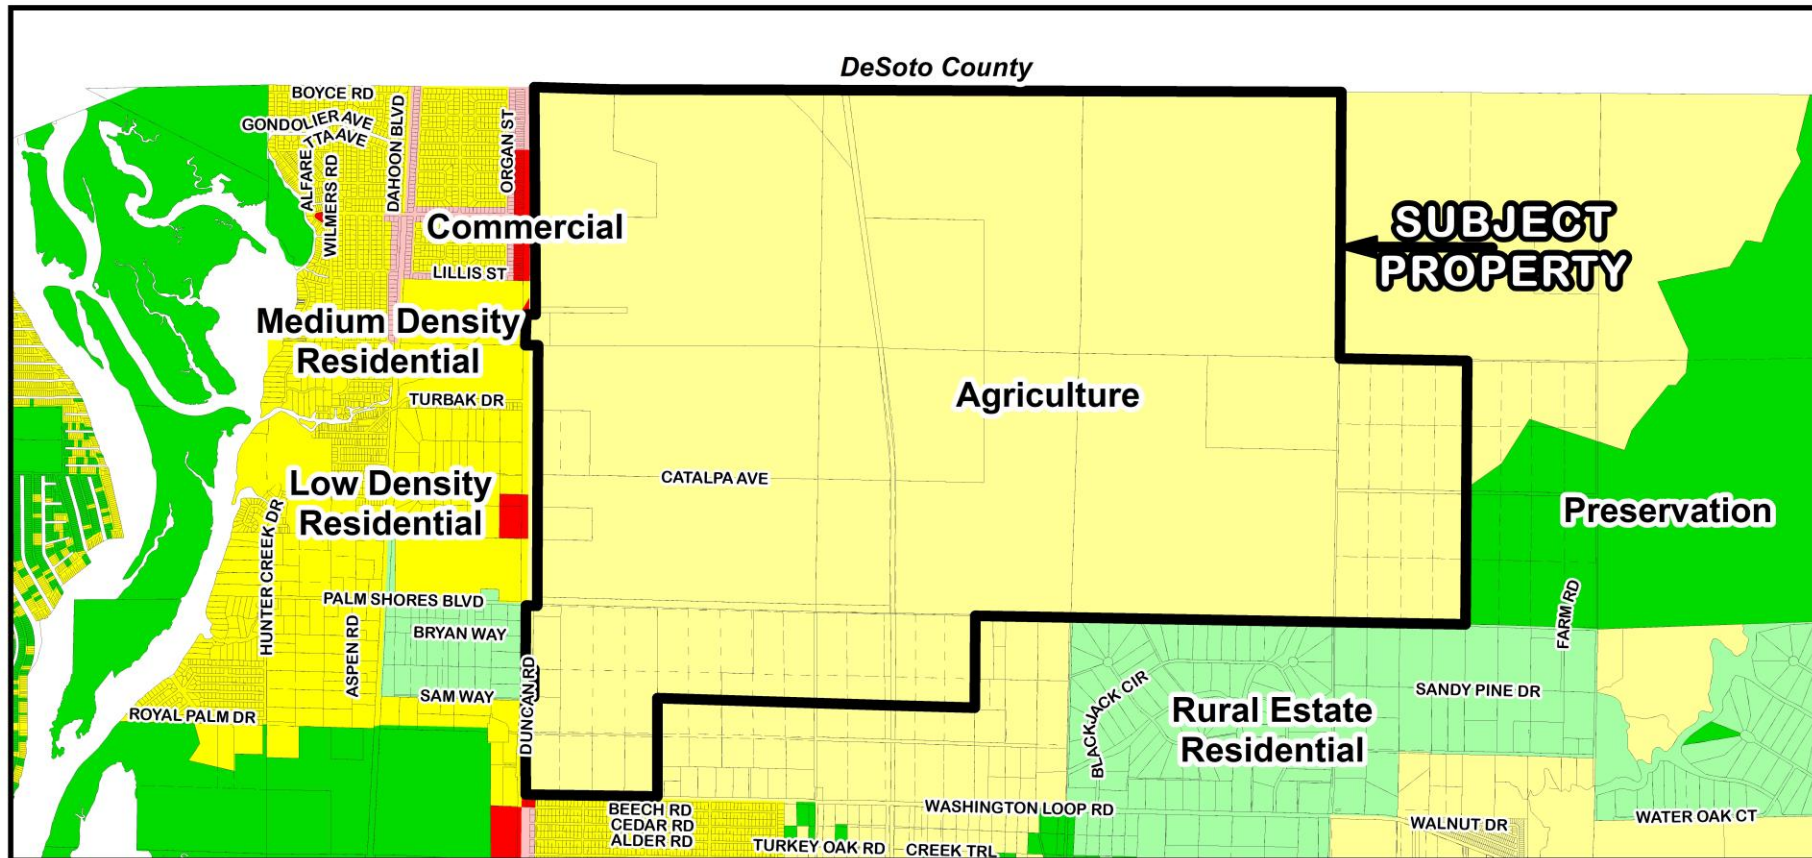 DeSoto County
BOYCE RD
GONDOLIER AVE
TTA AVE
ALFARE
WILMERS RD
DAHOON BLVD
ORGAN ST
Commercial
SUBJECT
PROPERTY
LILLIS ST
Medium Density
Residential
TURBAK DR
Agriculture
CATALPA AVE
Low Density
Residential
Preservation
HUNTER CREEK DR
PALM SHORES BLVD
BRYAN WAY
ASPEN RD
SAM WAY
DUNCAN RD
FARM RD
ROYAL PALM DR
BLACKJACK CIR
SANDY PINE DR
Rural Estate
Residential
BEECH RD
CEDAR RD
ALDER RD
WASHINGTON LOOP RD
TURKEY OAK RD
CREEK TRL
WALNUT DR
WATER OAK CT